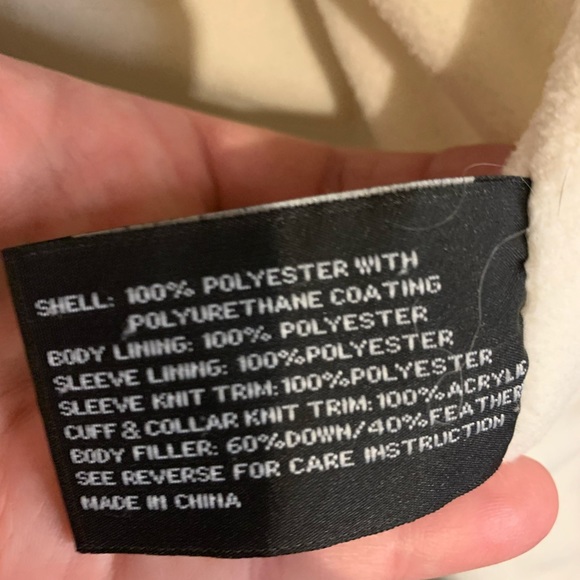 SHELL: 100% POLYESTER WITH
POLYURETHANE COATING
BODY LINING: 100% POLYESTER
SLEEVE LINING: 100%POLYESTER
SLEEVE KNIT TRIM:100%POLYESTER
CUFF & COLLAR KNIT TRIM:100%ACRYLIC
BODY FILLER: 60%DOWN/40%FEATHER
SEE REVERSE FOR CARE INSTRUCTION
MADE IN CHINA